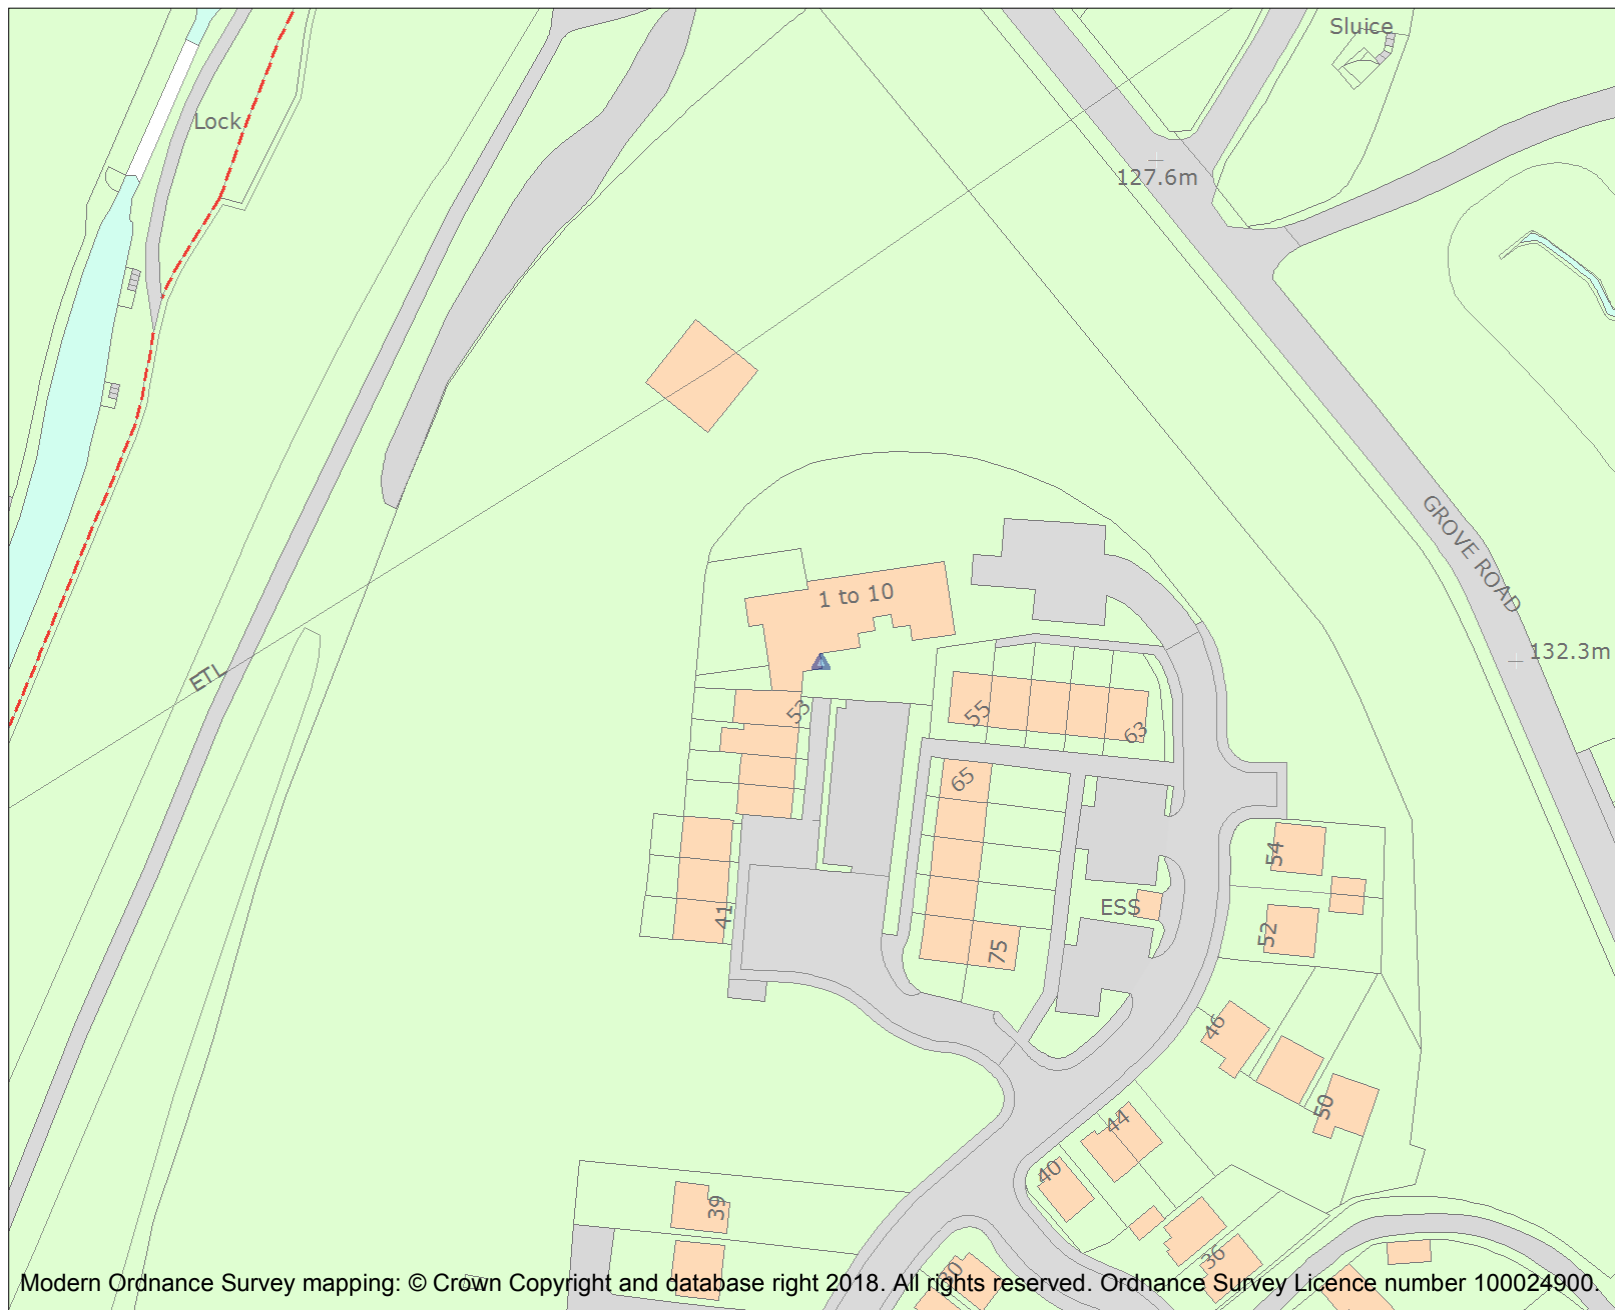 Sluice
Lock
127.6m
GROVE ROAD
1 to 10
132.3m
ETL
53
55
63
65
54
ESS
41
52
75
46
50
44
40
39
36
30
Modern Ordnance Survey mapping: © Crown Copyright and database right 2018. All rights reserved. Ordnance Survey Licence number 100024900.